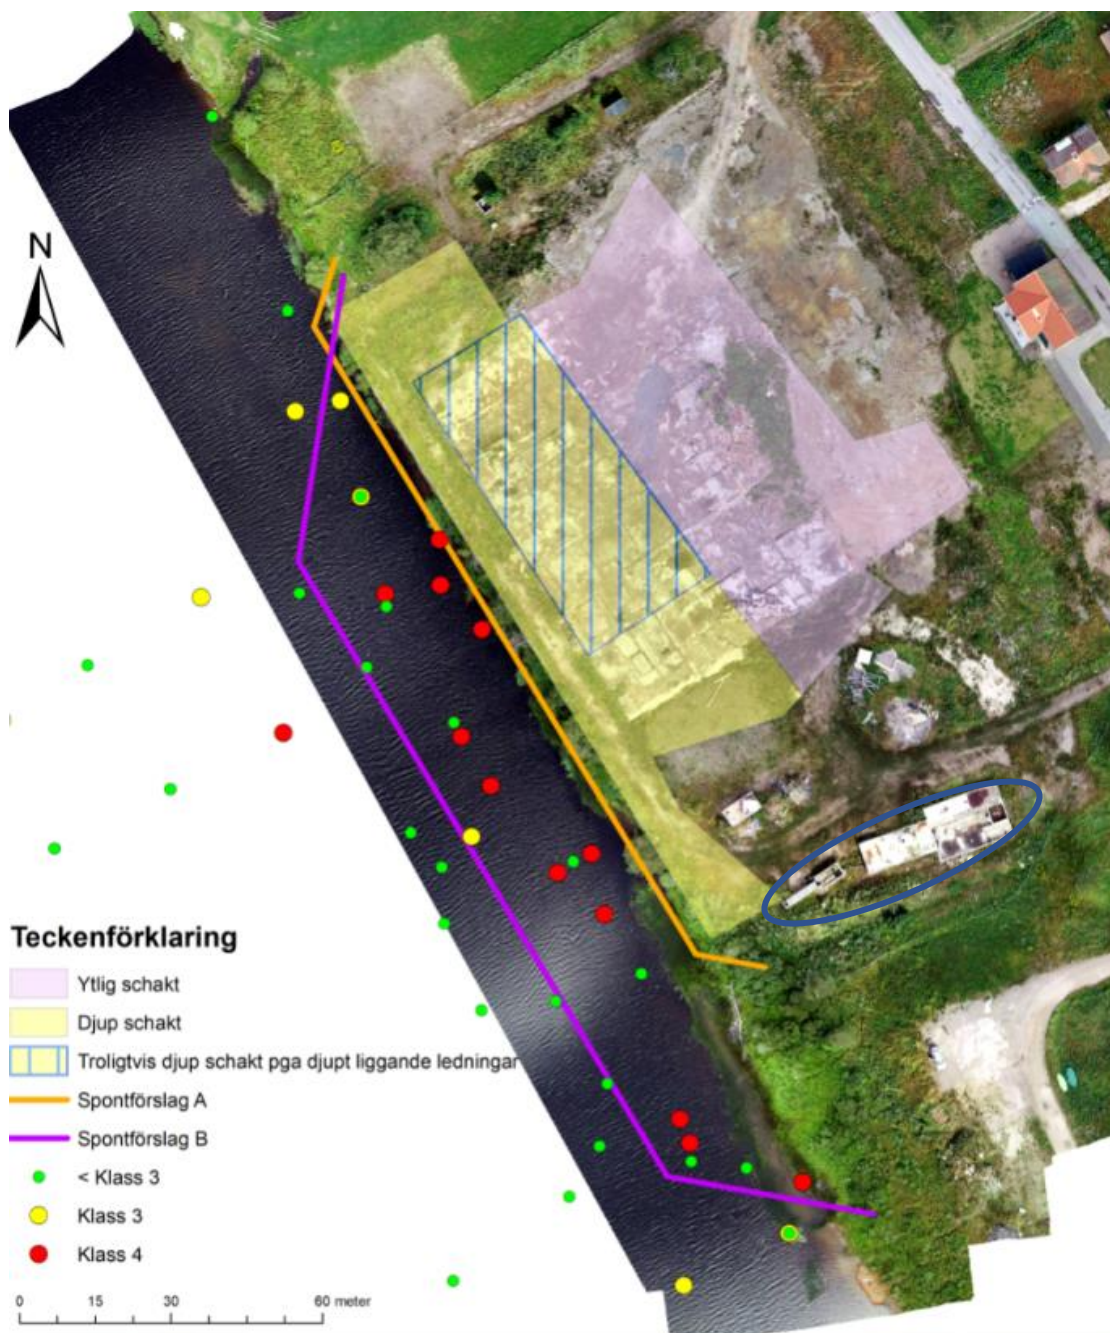 N
Teckenförklaring
Ytlig schakt
Djup schakt
Troligtvis djup schakt pga djupt liggande ledningar
Spontförslag A
Spontförslag B
< Klass 3
Klass 3
Klass 4
0 15 30 60 meter